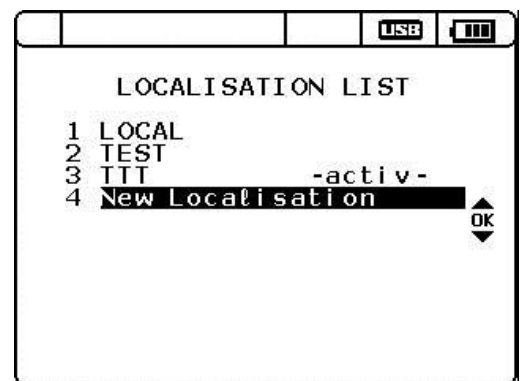 USB
LOCALISATION LIST
1 LOCAL
2 TEST
3 TTT -activ-
4 New Localisation
OK